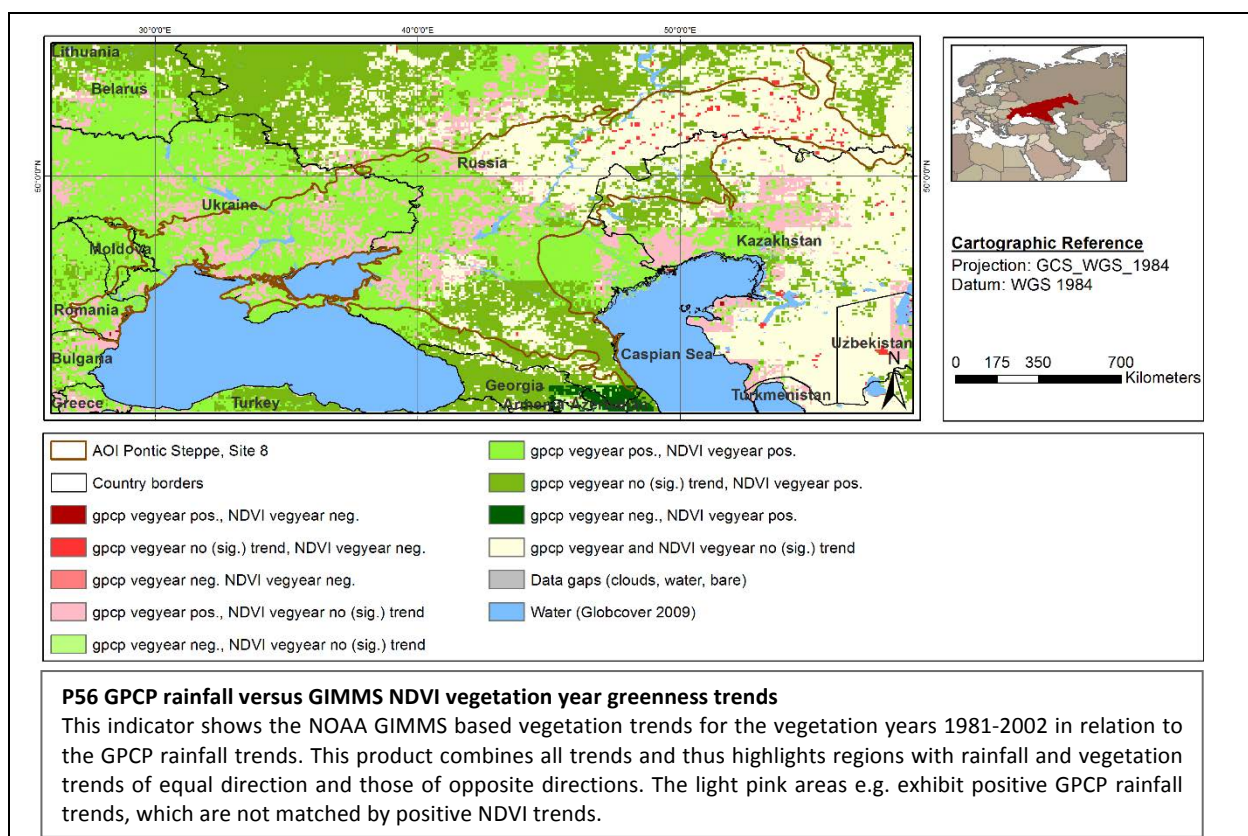 30°0'0"E 40°0'0"E 50°0'0"E
Lithuania
Belarus
Russia
50°0'0"N
50°0'0"N
Ukraine
Moldova
Kazakhstan
Romania
Uzbekistan
Bulgaria
Caspian Sea
N
Georgia
Greece
Turkey
Armenia
Turkmenistan
Cartographic Reference
Projection: GCS_WGS_1984
Datum: WGS 1984
0 175 350 700
Kilometers
AOI Pontic Steppe, Site 8
Country borders
gpcp vegyear pos., NDVI vegyear neg.
gpcp vegyear no (sig.) trend, NDVI vegyear neg.
gpcp vegyear neg. NDVI vegyear neg.
gpcp vegyear pos., NDVI vegyear no (sig.) trend
gpcp vegyear neg., NDVI vegyear no (sig.) trend
gpcp vegyear pos., NDVI vegyear pos.
gpcp vegyear no (sig.) trend, NDVI vegyear pos.
gpcp vegyear neg., NDVI vegyear pos.
gpcp vegyear and NDVI vegyear no (sig.) trend
Data gaps (clouds, water, bare)
Water (Globcover 2009)
P56 GPCP rainfall versus GIMMS NDVI vegetation year greenness trends
This indicator shows the NOAA GIMMS based vegetation trends for the vegetation years 1981-2002 in relation to
the GPCP rainfall trends. This product combines all trends and thus highlights regions with rainfall and vegetation
trends of equal direction and those of opposite directions. The light pink areas e.g. exhibit positive GPCP rainfall
trends, which are not matched by positive NDVI trends.